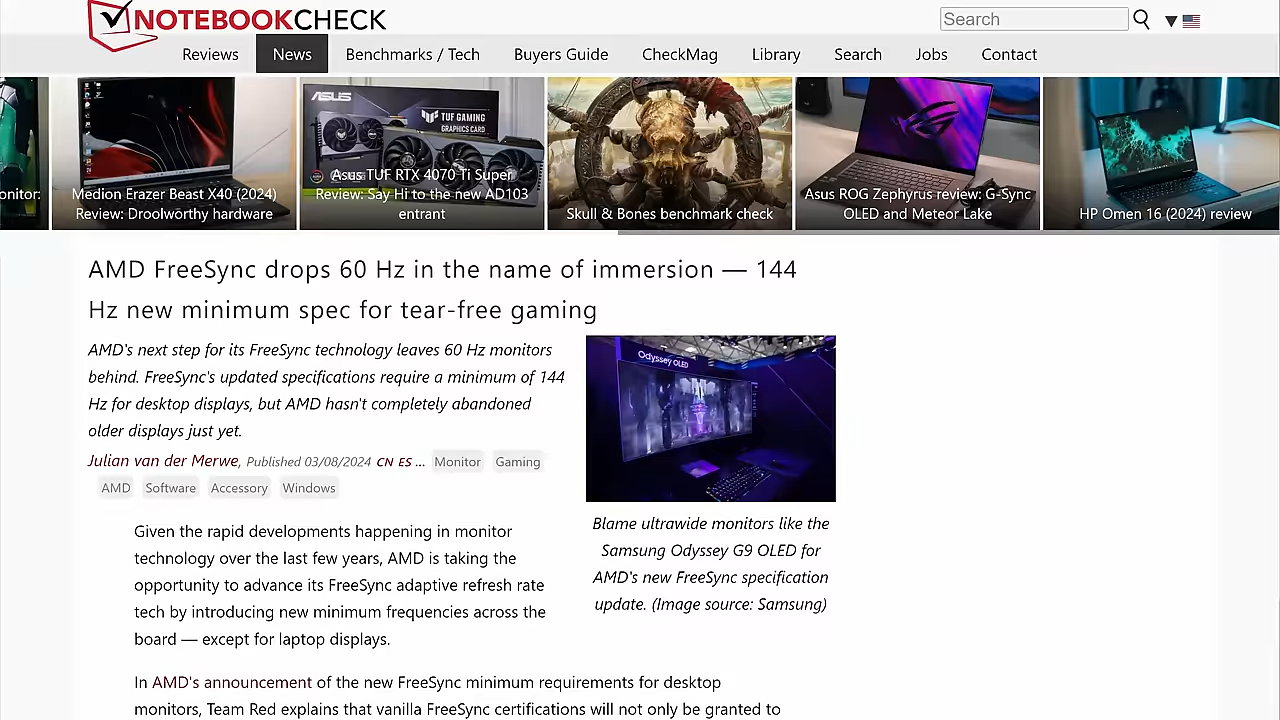 NOTEBOOKCHECK
Search
Reviews
News
Benchmarks / Tech
Buyers Guide
CheckMag
Library
Search
Jobs
Contact
onitor:
Medion Erazer Beast X40 (2024)
Review: Droolworthy hardware
ASUS
TUF GAMING
GRAPHICS CARD
Asus TUF RTX 4070 Ti Super
Review: Say Hi to the new AD103
entrant
Skull & Bones benchmark check
Asus ROG Zephyrus review: G-Sync
OLED and Meteor Lake
HP Omen 16 (2024) review
AMD FreeSync drops 60 Hz in the name of immersion — 144
Hz new minimum spec for tear-free gaming
AMD's next step for its FreeSync technology leaves 60 Hz monitors
behind. FreeSync's updated specifications require a minimum of 144
Hz for desktop displays, but AMD hasn't completely abandoned
older displays just yet.
Julian van der Merwe, Published 03/08/2024 CN ES ... Monitor Gaming
AMD Software Accessory Windows
Odyssey OLED
Blame ultrawide monitors like the
Samsung Odyssey G9 OLED for
AMD's new FreeSync specification
update. (Image source: Samsung)
Given the rapid developments happening in monitor
technology over the last few years, AMD is taking the
opportunity to advance its FreeSync adaptive refresh rate
tech by introducing new minimum frequencies across the
board — except for laptop displays.
In AMD's announcement of the new FreeSync minimum requirements for desktop
monitors, Team Red explains that vanilla FreeSync certifications will not only be granted to